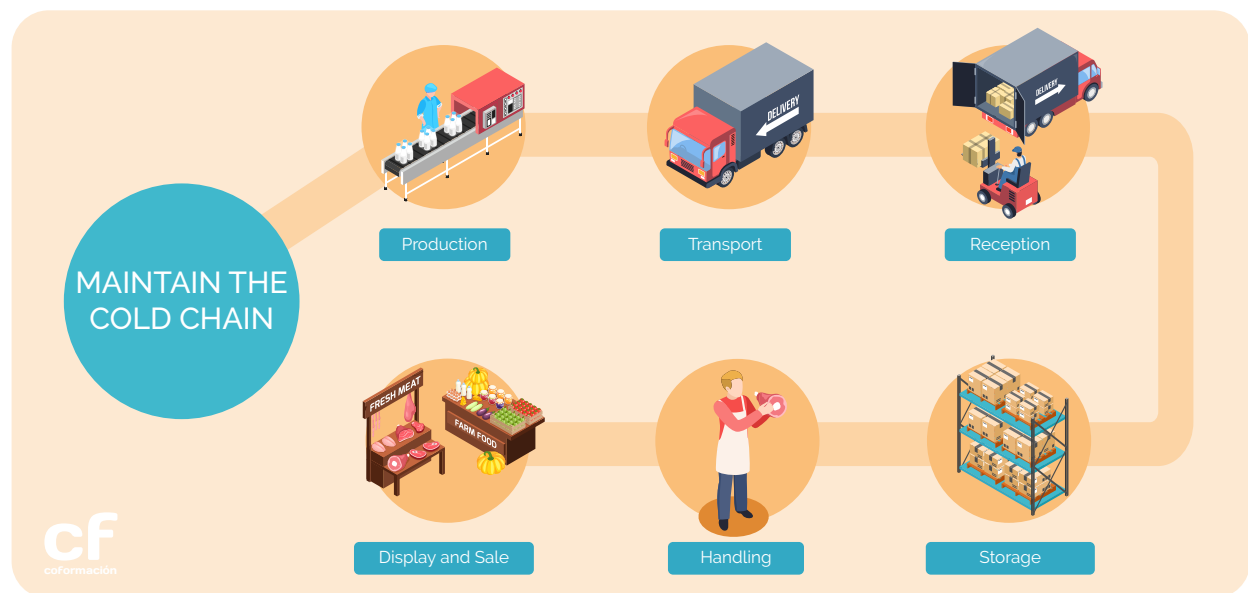 MAINTAIN THE
COLD CHAIN
Production
DELIVERY
Transport
DELIVERY
Reception
FRESH MEAT
FARM FOOD
Display and Sale
Handling
Storage
cf
coformación